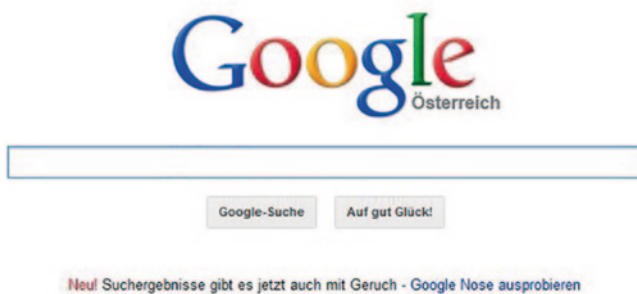 Google
Österreich
Google-Suche Auf gut Glück!
Neu! Suchergebnisse gibt es jetzt auch mit Geruch - Google Nose ausprobieren